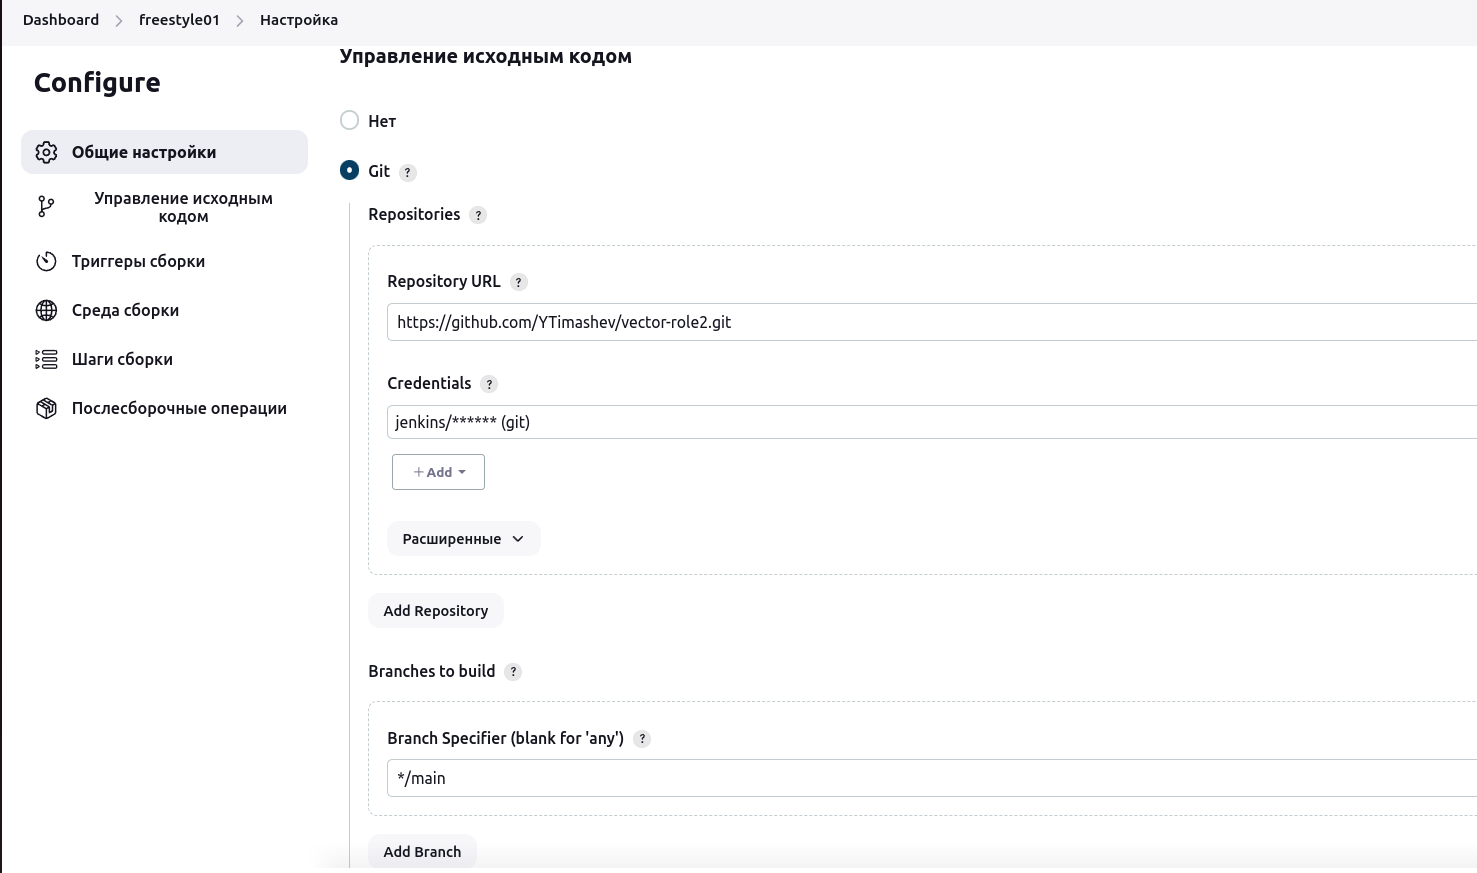 Dashboard > freestyle01 > Настройка
Configure
Общие настройки
Управление исходным
кодом
Триггеры сборки
Среда сборки
Шаги сборки
Послесборочные операции
Управление исходным кодом
Нет
Git ?
Repositories ?
Repository URL ?
https://github.com/YTimashev/vector-role2.git
Credentials ?
jenkins/****** (git)
+ Add
Расширенные
Add Repository
Branches to build ?
Branch Specifier (blank for 'any') ?
*/main
Add Branch